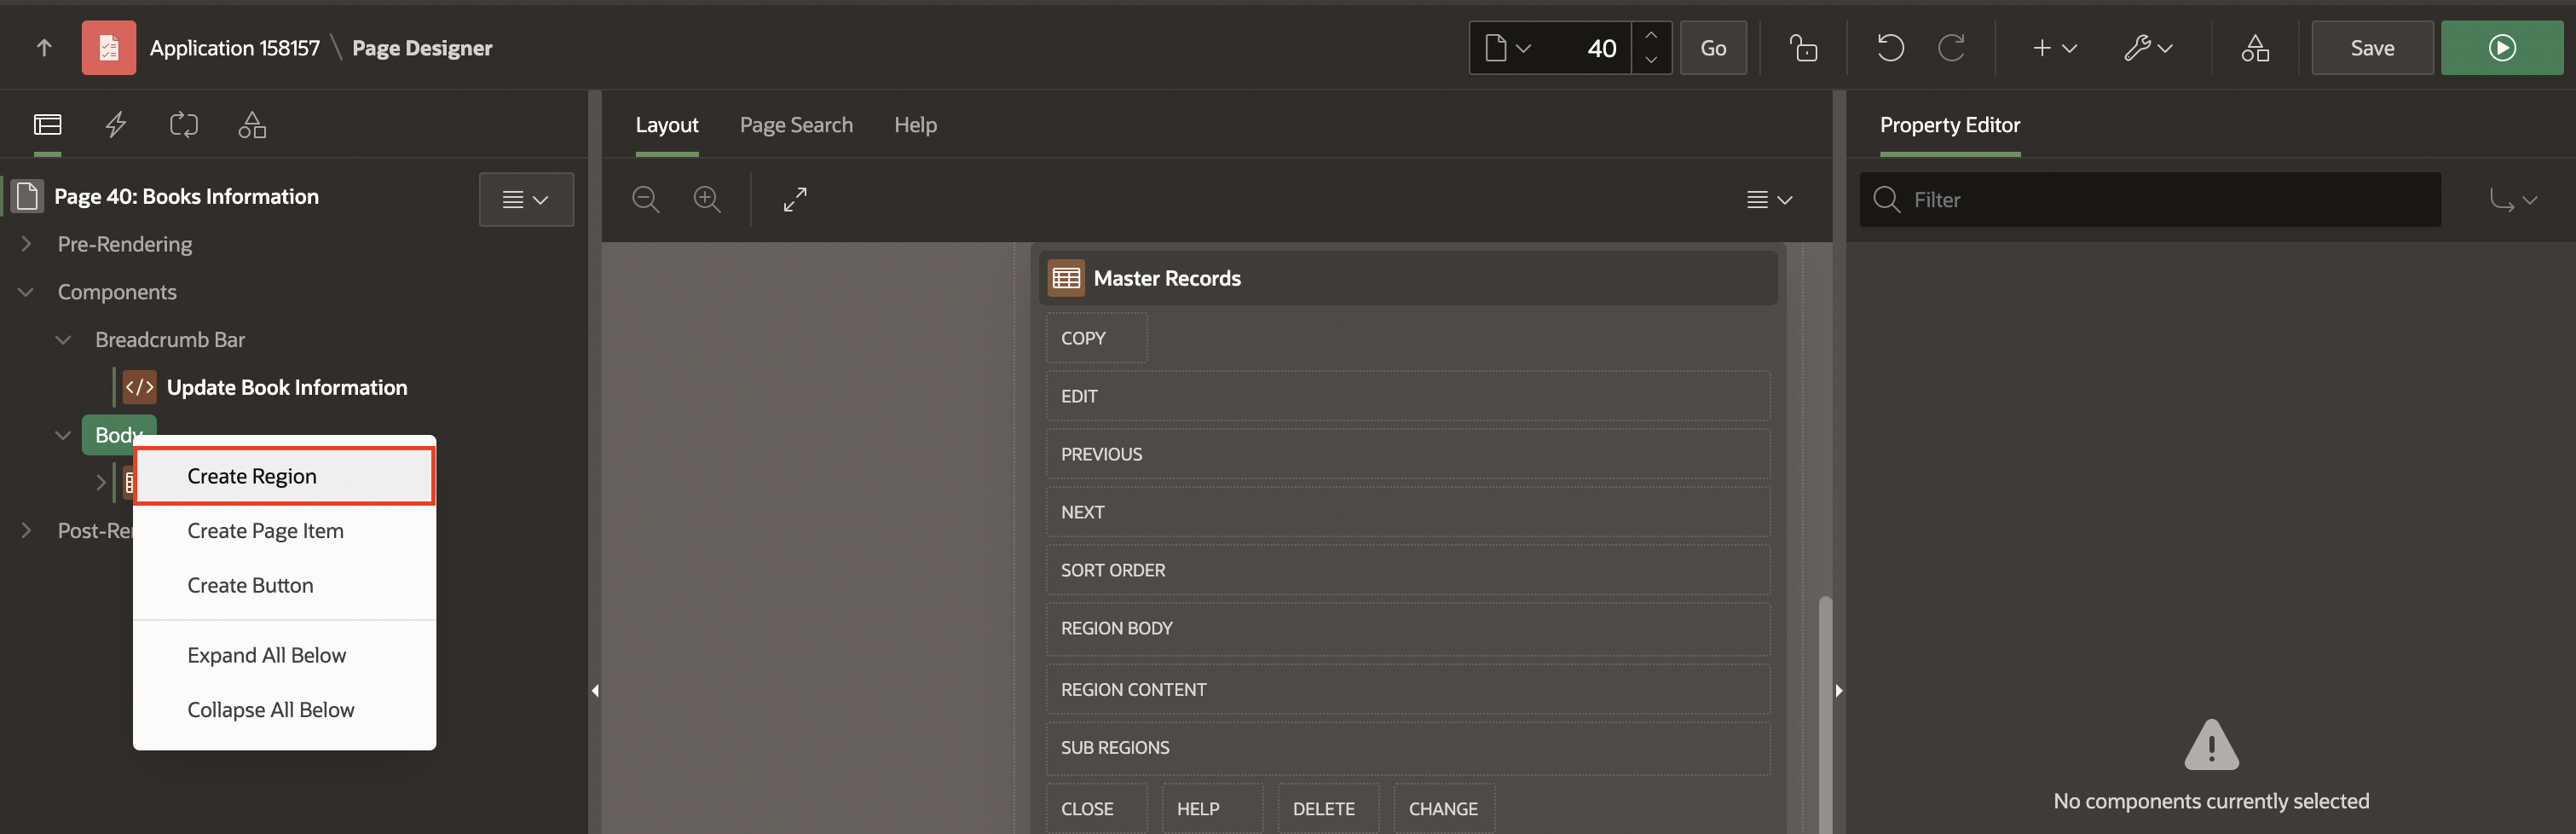 Application 158157 \ Page Designer
40
Go
Save
Layout
Page Search
Help
Property Editor
Page 40: Books Information
Filter
Pre-Rendering
Components
Breadcrumb Bar
Update Book Information
Body
Create Region
Create Page Item
Post-Re
Create Button
Expand All Below
Collapse All Below
Master Records
COPY
EDIT
PREVIOUS
NEXT
SORT ORDER
REGION BODY
REGION CONTENT
SUB REGIONS
CLOSE
HELP
DELETE
CHANGE
No components currently selected